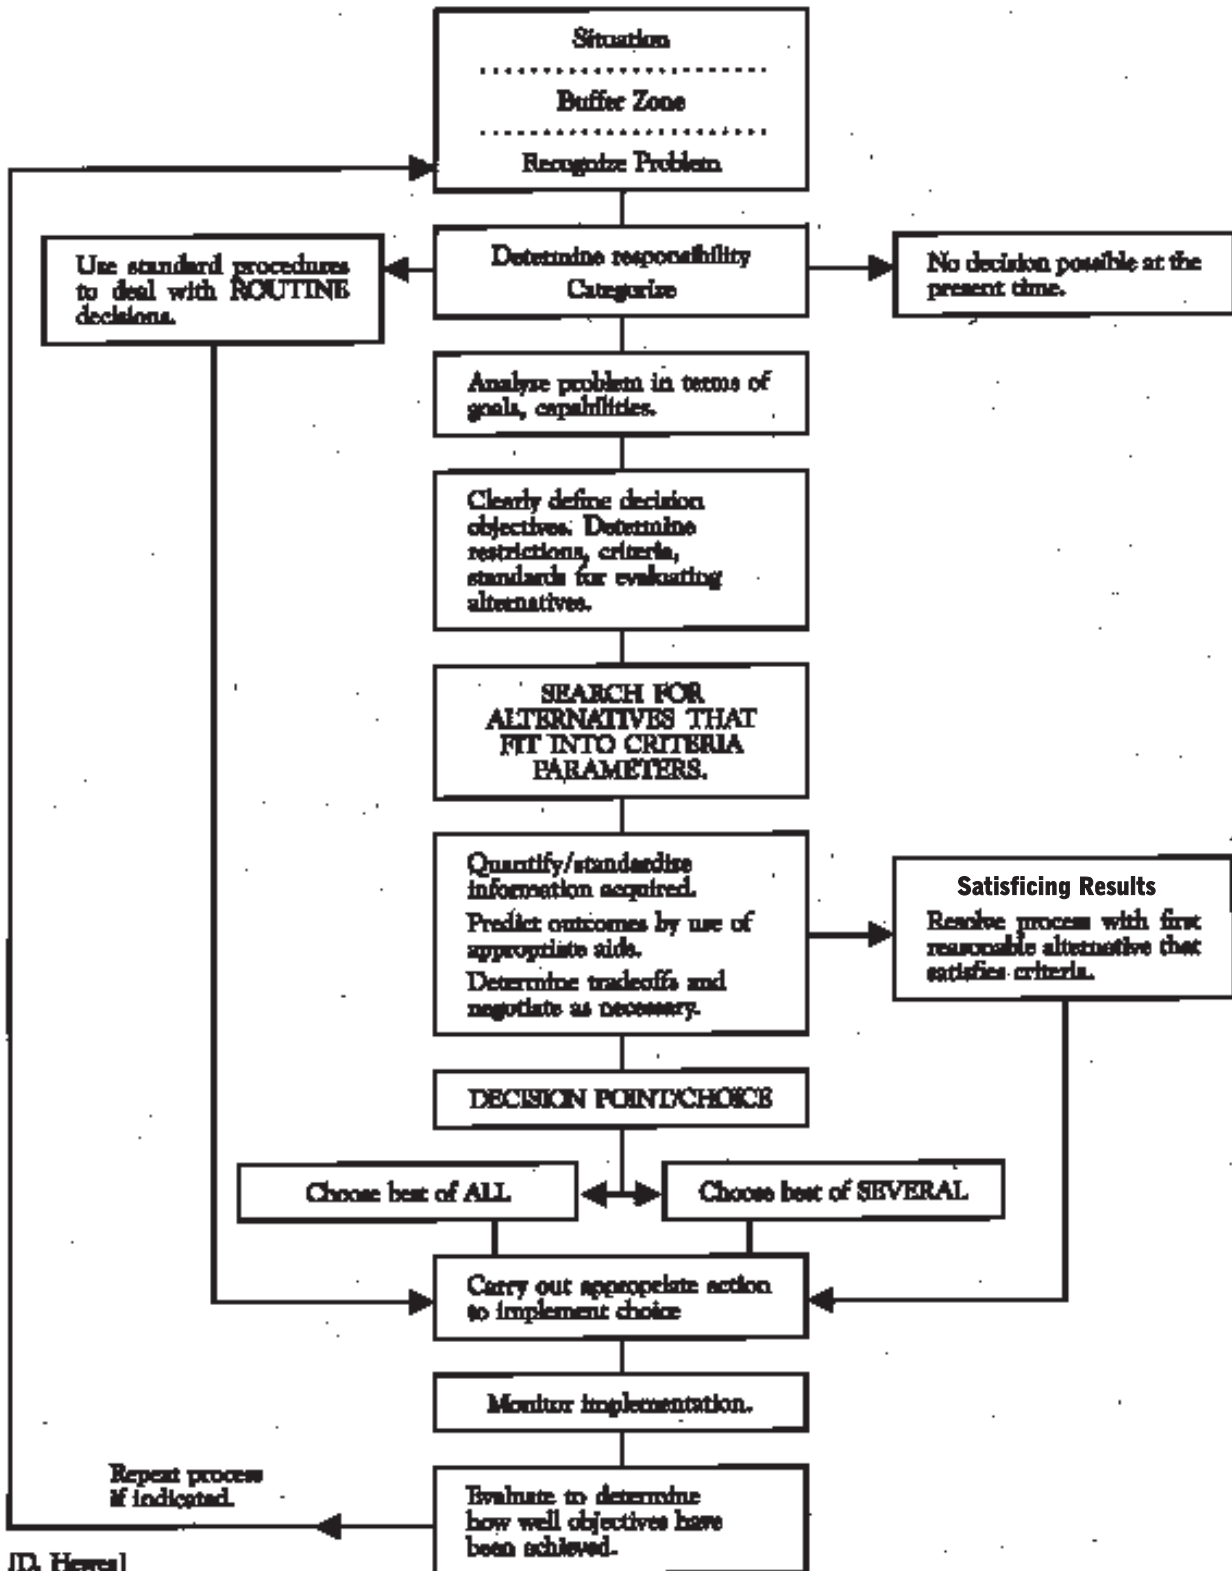 Situation
Buffer Zone
Recognize Problem
Use standard procedures
to deal with ROUTINE
decisions.
Determine responsibility
Categorize
No decision possible at the
present time.
Analyse problem in terms of
goals, capabilities.
Clearly define decision
objectives. Determine
restrictions, criteria,
standards for evaluating
alternatives.
SEARCH FOR
ALTERNATIVES THAT
FIT INTO CRITERIA
PARAMETERS.
Quantify/standardize
information acquired.
Predict outcomes by use of
appropriate aids.
Determine tradeoffs and
negotiate as necessary.
Satisficing Results
Resolve process with first
reasonable alternative that
satisfies criteria.
DECISION POINT/CHOICE
Choose best of ALL
Choose best of SEVERAL
Carry out appropriate action
to implement choice
Monitor implementation.
Repeat process
if indicated.
Evaluate to determine
how well objectives have
been achieved.
[D. Hewes]